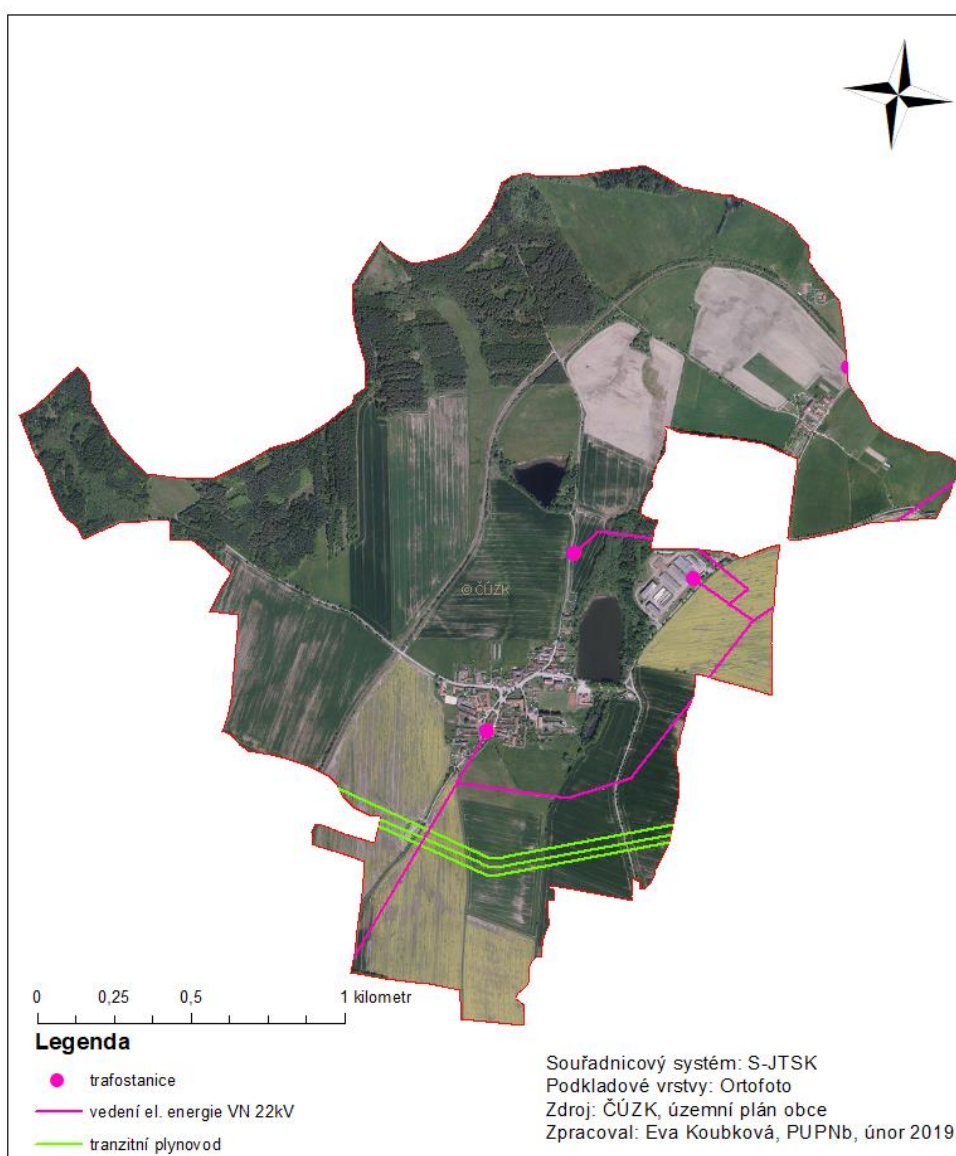 © ČÚZK
0 0,25 0,5 1 kilometr
Legenda
trafostanice
vedení el. energie VN 22kV
tranzitní plynovod
Souřadnicový systém: S-JTSK
Podkladové vrstvy: Ortofoto
Zdroj: ČÚZK, územní plán obce
Zpracoval: Eva Koubková, PUPNb, únor 2019